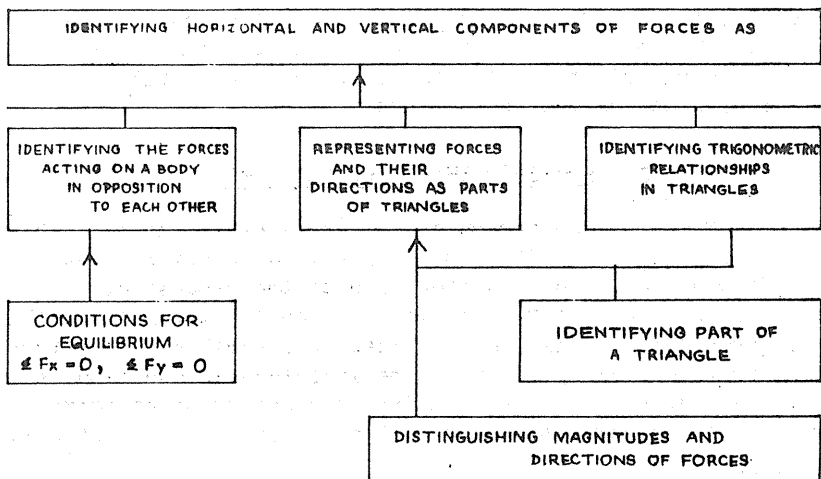 IDENTIFYING HORIZONTAL AND VERTICAL COMPONENTS OF FORCES AS
IDENTIFYING THE FORCES
ACTING ON A BODY
IN OPPOSITION
TO EACH OTHER
REPRESENTING FORCES
AND THEIR
DIRECTIONS AS PARTS
OF TRIANGLES
IDENTIFYING TRIGONOMETRIC
RELATIONSHIPS
IN TRIANGLES
CONDITIONS FOR
EQUILIBRIUM
≤ Fx = 0, ≤ Fy = 0
IDENTIFYING PART OF
A TRIANGLE
DISTINGUISHING MAGNITUDES AND
DIRECTIONS OF FORCES